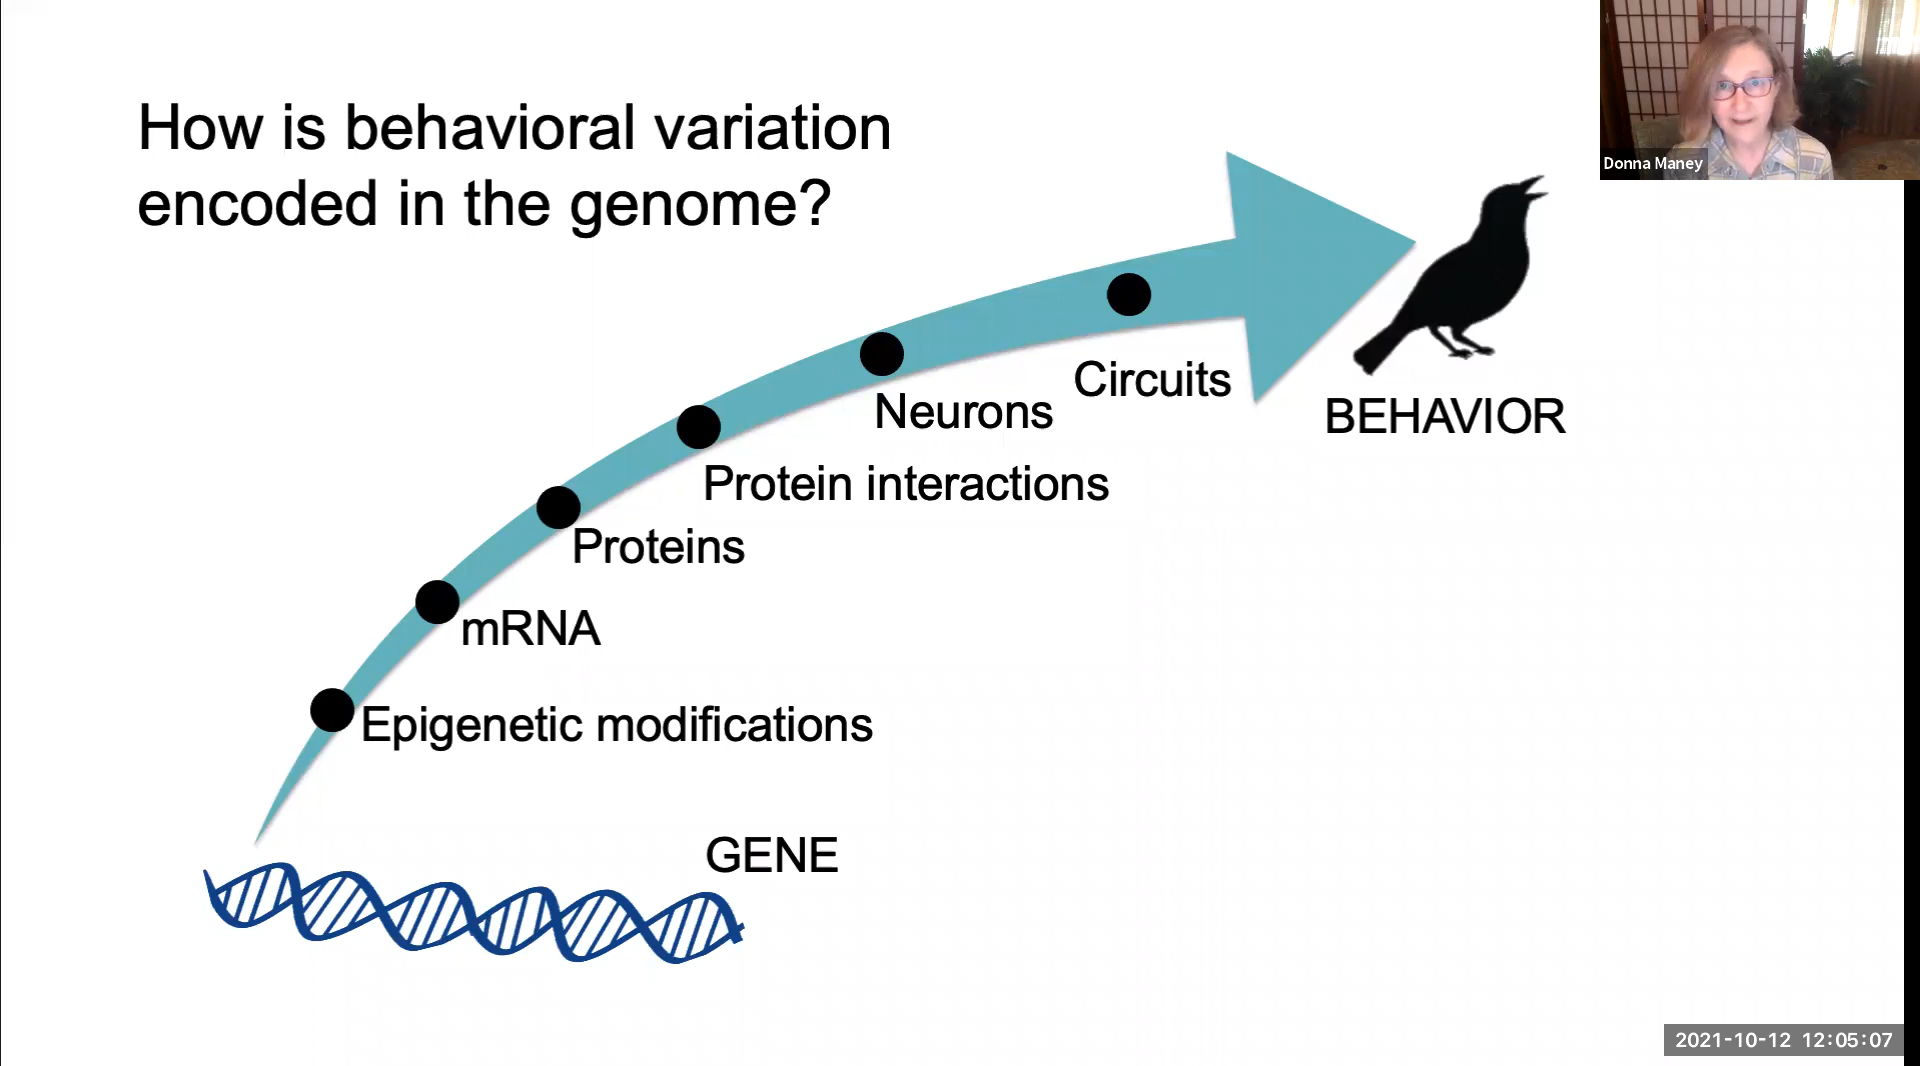 How is behavioral variation
encoded in the genome?
Donna Maney
Circuits
Neurons
BEHAVIOR
Protein interactions
Proteins
mRNA
Epigenetic modifications
GENE
2021-10-12 12:05:07